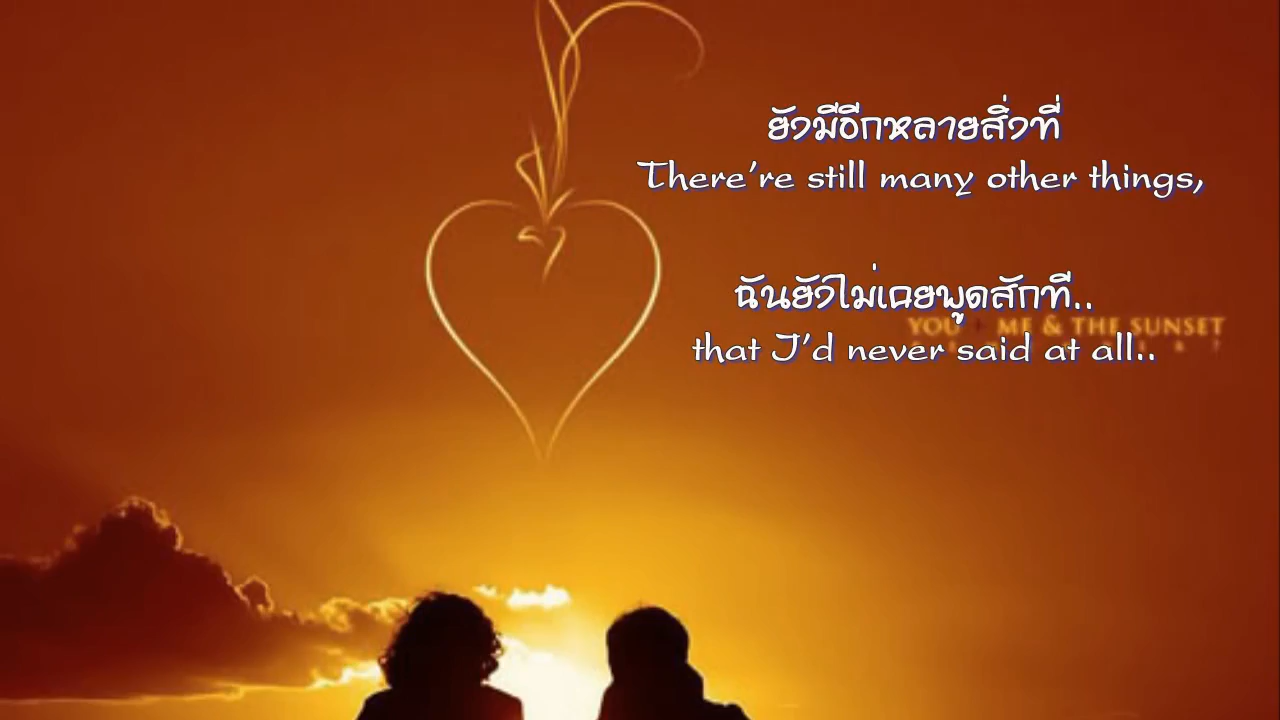 ยังมีอีกหลายสิ่งที่
There're still many other things,
ฉันยังไม่เคยพูดสักที..
YOU + ME & THE SUNSET
that I'd never said at all..